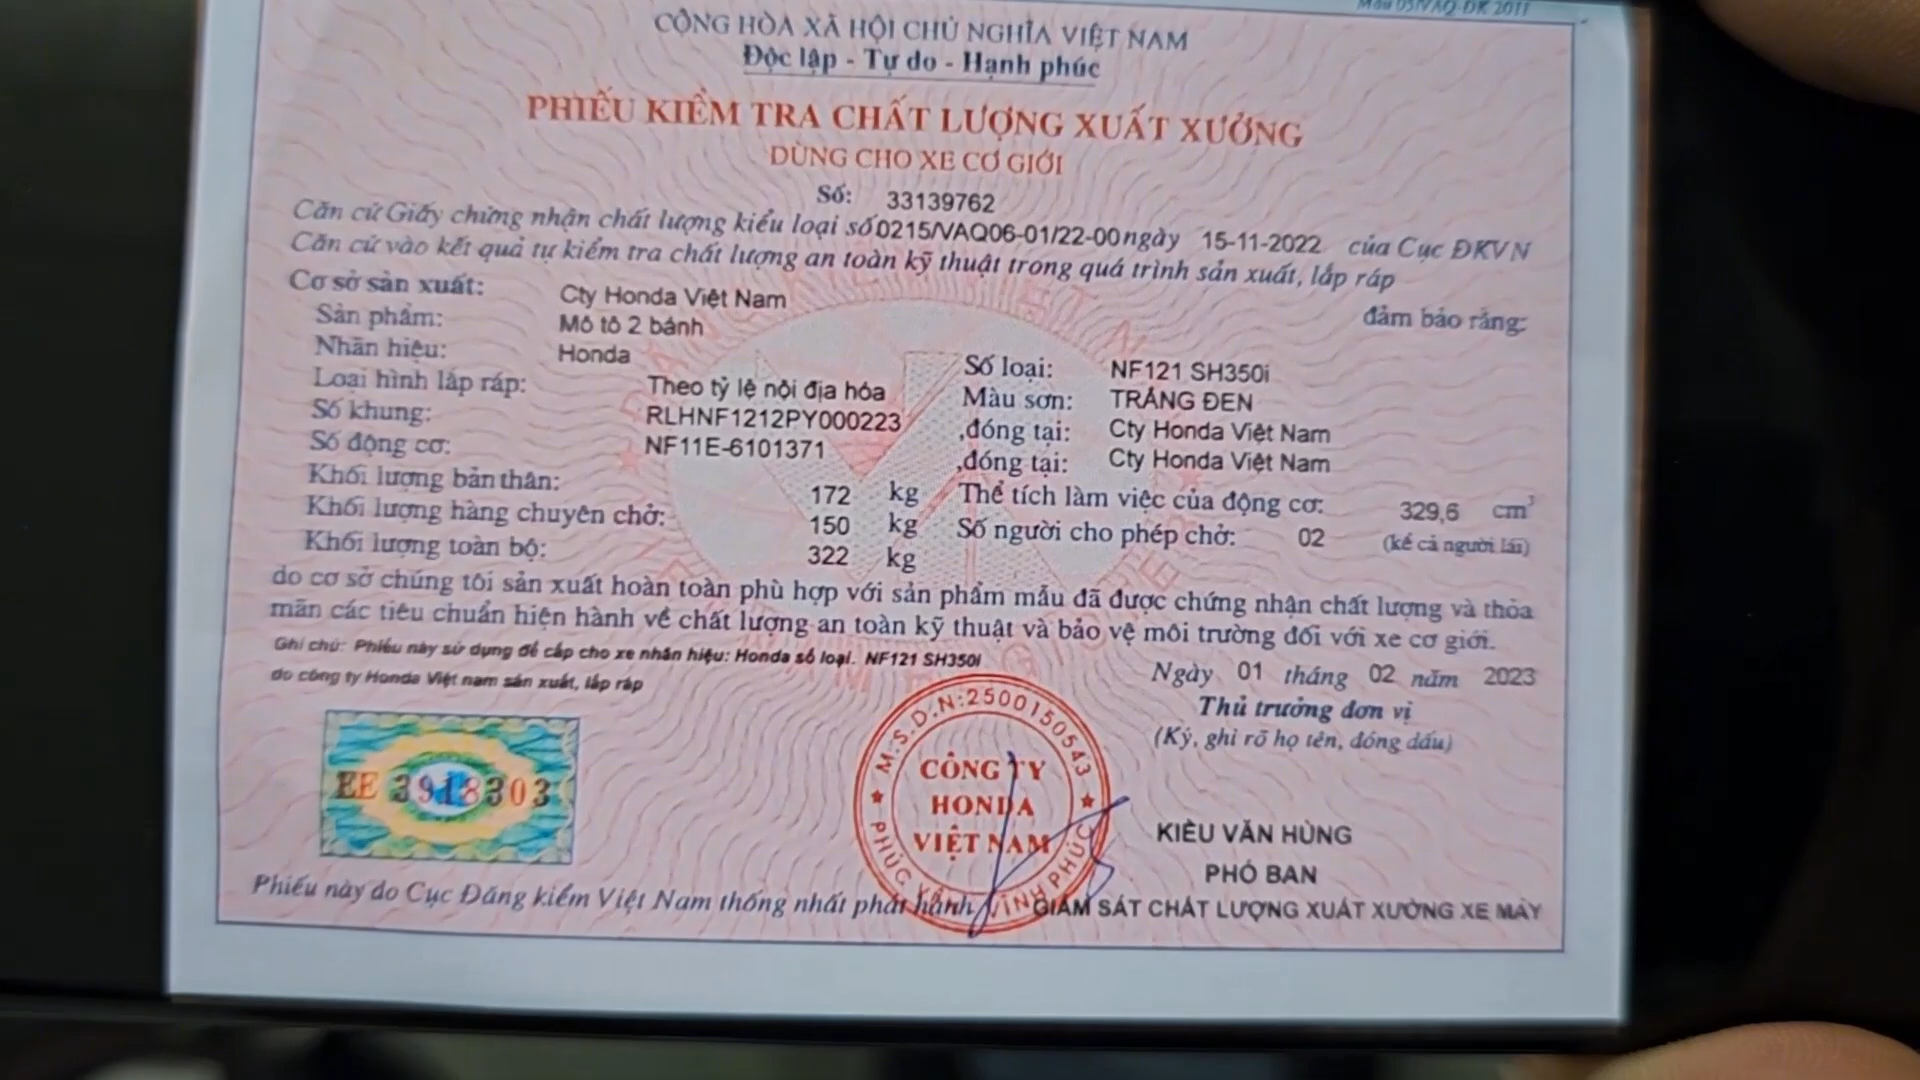 Mẫu 05/VAQ-ĐK 2011
CỘNG HÒA XÃ HỘI CHỦ NGHĨA VIỆT NAM
Độc lập - Tự do - Hạnh phúc
PHIẾU KIỂM TRA CHẤT LƯỢNG XUẤT XƯỞNG
DÙNG CHO XE CƠ GIỚI
Số: 33139762
Căn cứ Giấy chứng nhận chất lượng kiểu loại số 0215/VAQ06-01/22-00 ngày 15-11-2022 của Cục ĐKVN
Căn cứ vào kết quả tự kiểm tra chất lượng an toàn kỹ thuật trong quá trình sản xuất, lắp ráp
Cơ sở sản xuất: Cty Honda Việt Nam đảm bảo rằng:
Sản phẩm: Mô tô 2 bánh
Nhãn hiệu: Honda Số loại: NF121 SH350i
Loại hình lắp ráp: Theo tỷ lệ nội địa hóa Màu sơn: TRẮNG ĐEN
Số khung: RLHNF1212PY000223 ,đóng tại: Cty Honda Việt Nam
Số động cơ: NF11E-6101371 ,đóng tại: Cty Honda Việt Nam
Khối lượng bản thân: 172 kg Thể tích làm việc của động cơ: 329,6 cm³
Khối lượng hàng chuyên chở: 150 kg Số người cho phép chở: 02 (kể cả người lái)
Khối lượng toàn bộ: 322 kg
do cơ sở chúng tôi sản xuất hoàn toàn phù hợp với sản phẩm mẫu đã được chứng nhận chất lượng và thỏa
mãn các tiêu chuẩn hiện hành về chất lượng an toàn kỹ thuật và bảo vệ môi trường đối với xe cơ giới.
Ghi chú: Phiếu này sử dụng để cấp cho xe nhãn hiệu: Honda số loại. NF121 SH350i
do công ty Honda Việt nam sản xuất, lắp ráp
Ngày 01 tháng 02 năm 2023
Thủ trưởng đơn vị
(Ký, ghi rõ họ tên, đóng dấu)
M.S.D.N:2500150543
CÔNG TY
HONDA
VIỆT NAM
PHÚC YÊN VĨNH PHÚC
EE 3918303
KIỀU VĂN HÙNG
PHÓ BAN
GIÁM SÁT CHẤT LƯỢNG XUẤT XƯỞNG XE MÁY
Phiếu này do Cục Đăng kiểm Việt Nam thống nhất phát hành